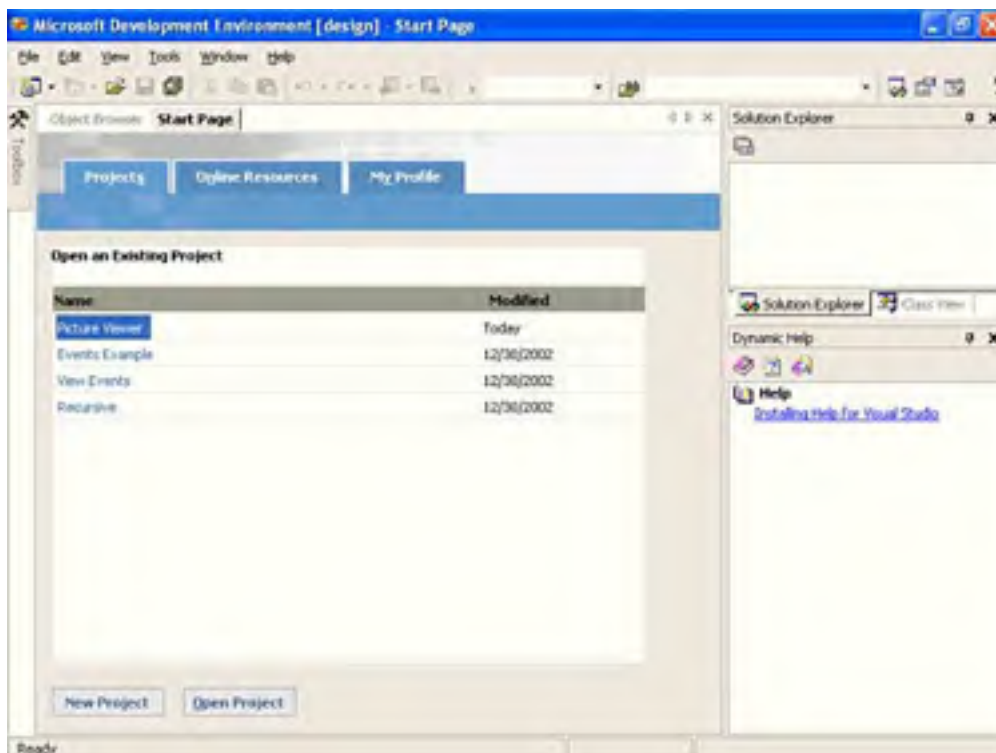 Microsoft Development Environment [design] - Start Page
File Edit View Tools Window Help
Toolbox
Object Browser Start Page
Projects Online Resources My Profile
Open an Existing Project
Name Modified
Picture Viewer Today
Events Example 12/30/2002
View Events 12/30/2002
Recursive 12/30/2002
New Project Open Project
Solution Explorer
Solution Explorer Class View
Dynamic Help
Help
Installing Help for Visual Studio
Ready